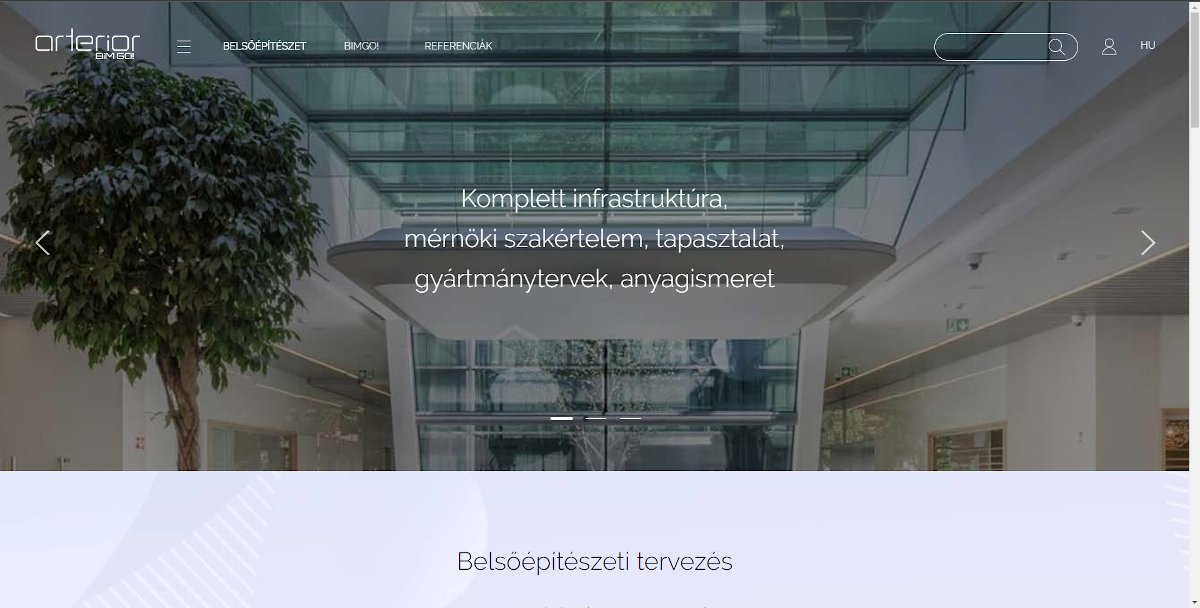 arterior
BIM GO!
BELSŐÉPÍTÉSZET
BIMGO!
REFERENCIÁK
HU
Komplett infrastruktúra,
mérnöki szakértelem, tapasztalat,
gyártmánytervek, anyagismeret
Belsőépítészeti tervezés